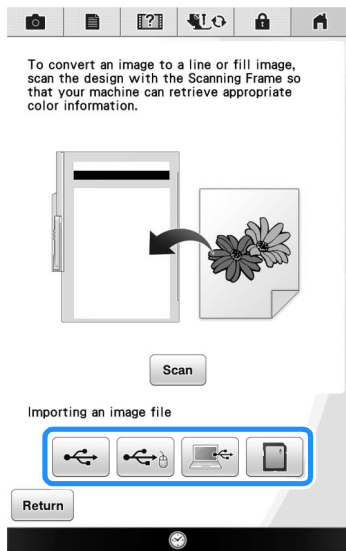 To convert an image to a line or fill image,
scan the design with the Scanning Frame so
that your machine can retrieve appropriate
color information.
Scan
Importing an image file
Return